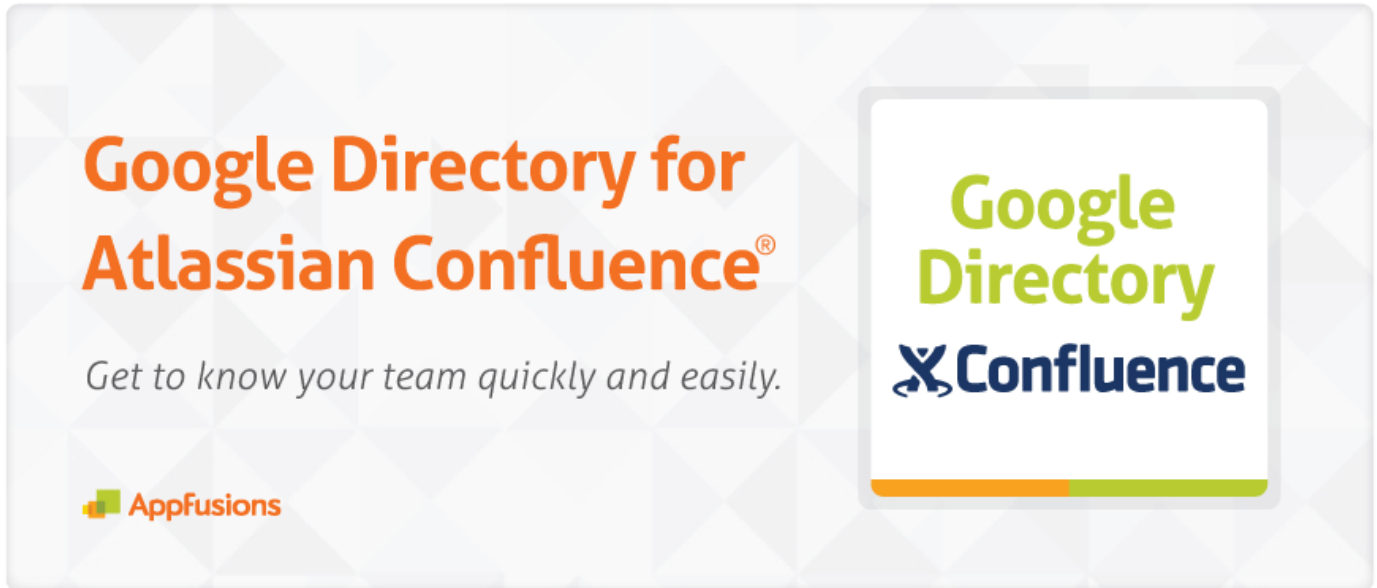 Google Directory for
Atlassian Confluence®
Get to know your team quickly and easily.
AppFusions
Google
Directory
Confluence